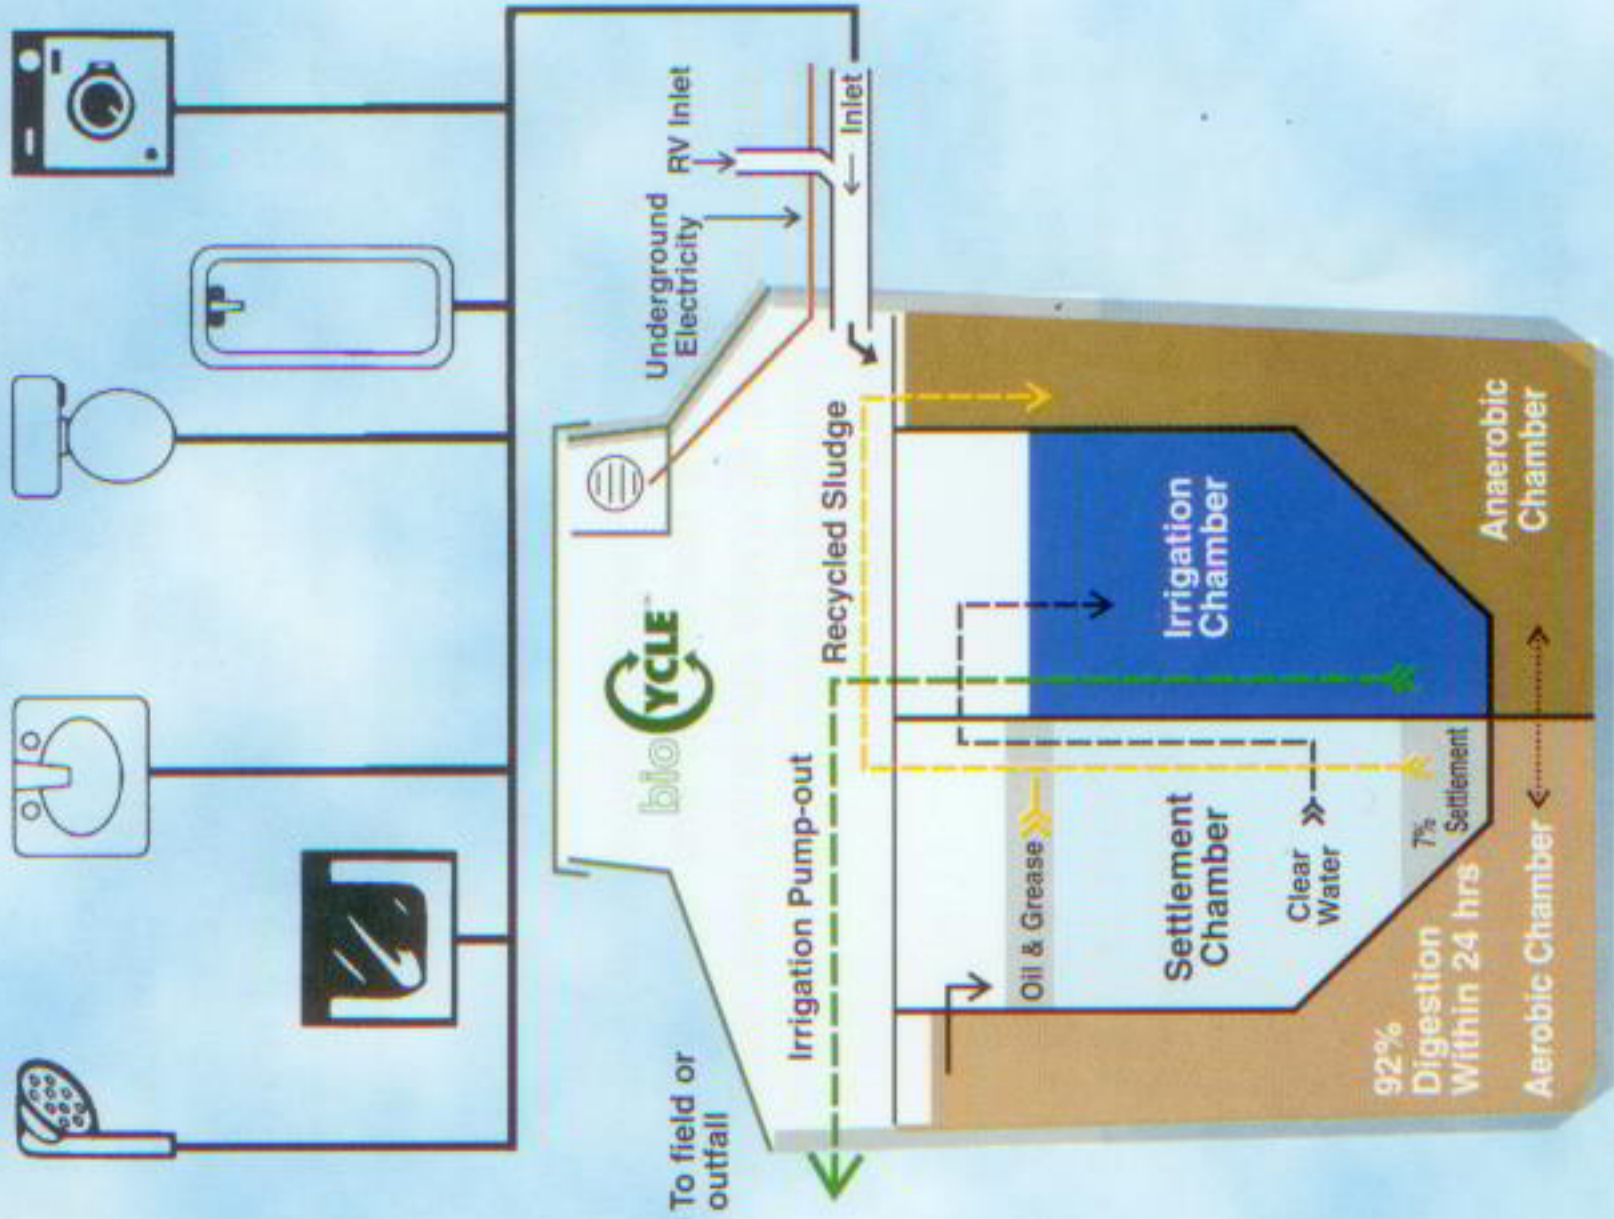 RV Inlet
Underground
Electricity
Inlet
bioCYCLE™
Recycled Sludge
Irrigation Pump-out
To field or
outfall
Oil & Grease
Settlement
Chamber
Clear
Water
7%
Settlement
Irrigation
Chamber
Anaerobic
Chamber
92%
Digestion
Within 24 hrs
Aerobic Chamber